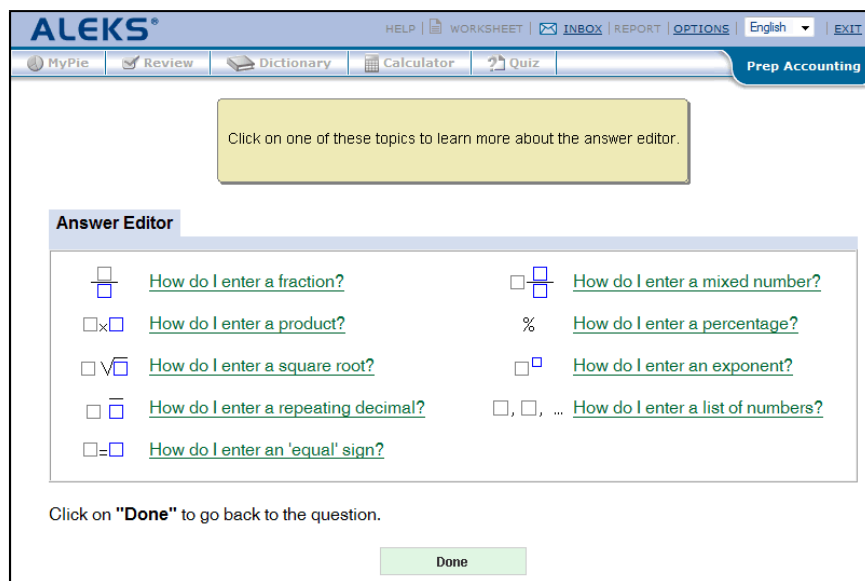 ALEKS®
HELP | WORKSHEET | INBOX | REPORT | OPTIONS | English | EXIT
MyPie Review Dictionary Calculator Quiz Prep Accounting
Click on one of these topics to learn more about the answer editor.
Answer Editor
How do I enter a fraction? How do I enter a mixed number?
× How do I enter a product? % How do I enter a percentage?
√ How do I enter a square root? How do I enter an exponent?
How do I enter a repeating decimal? , , ... How do I enter a list of numbers?
= How do I enter an 'equal' sign?
Click on "Done" to go back to the question.
Done